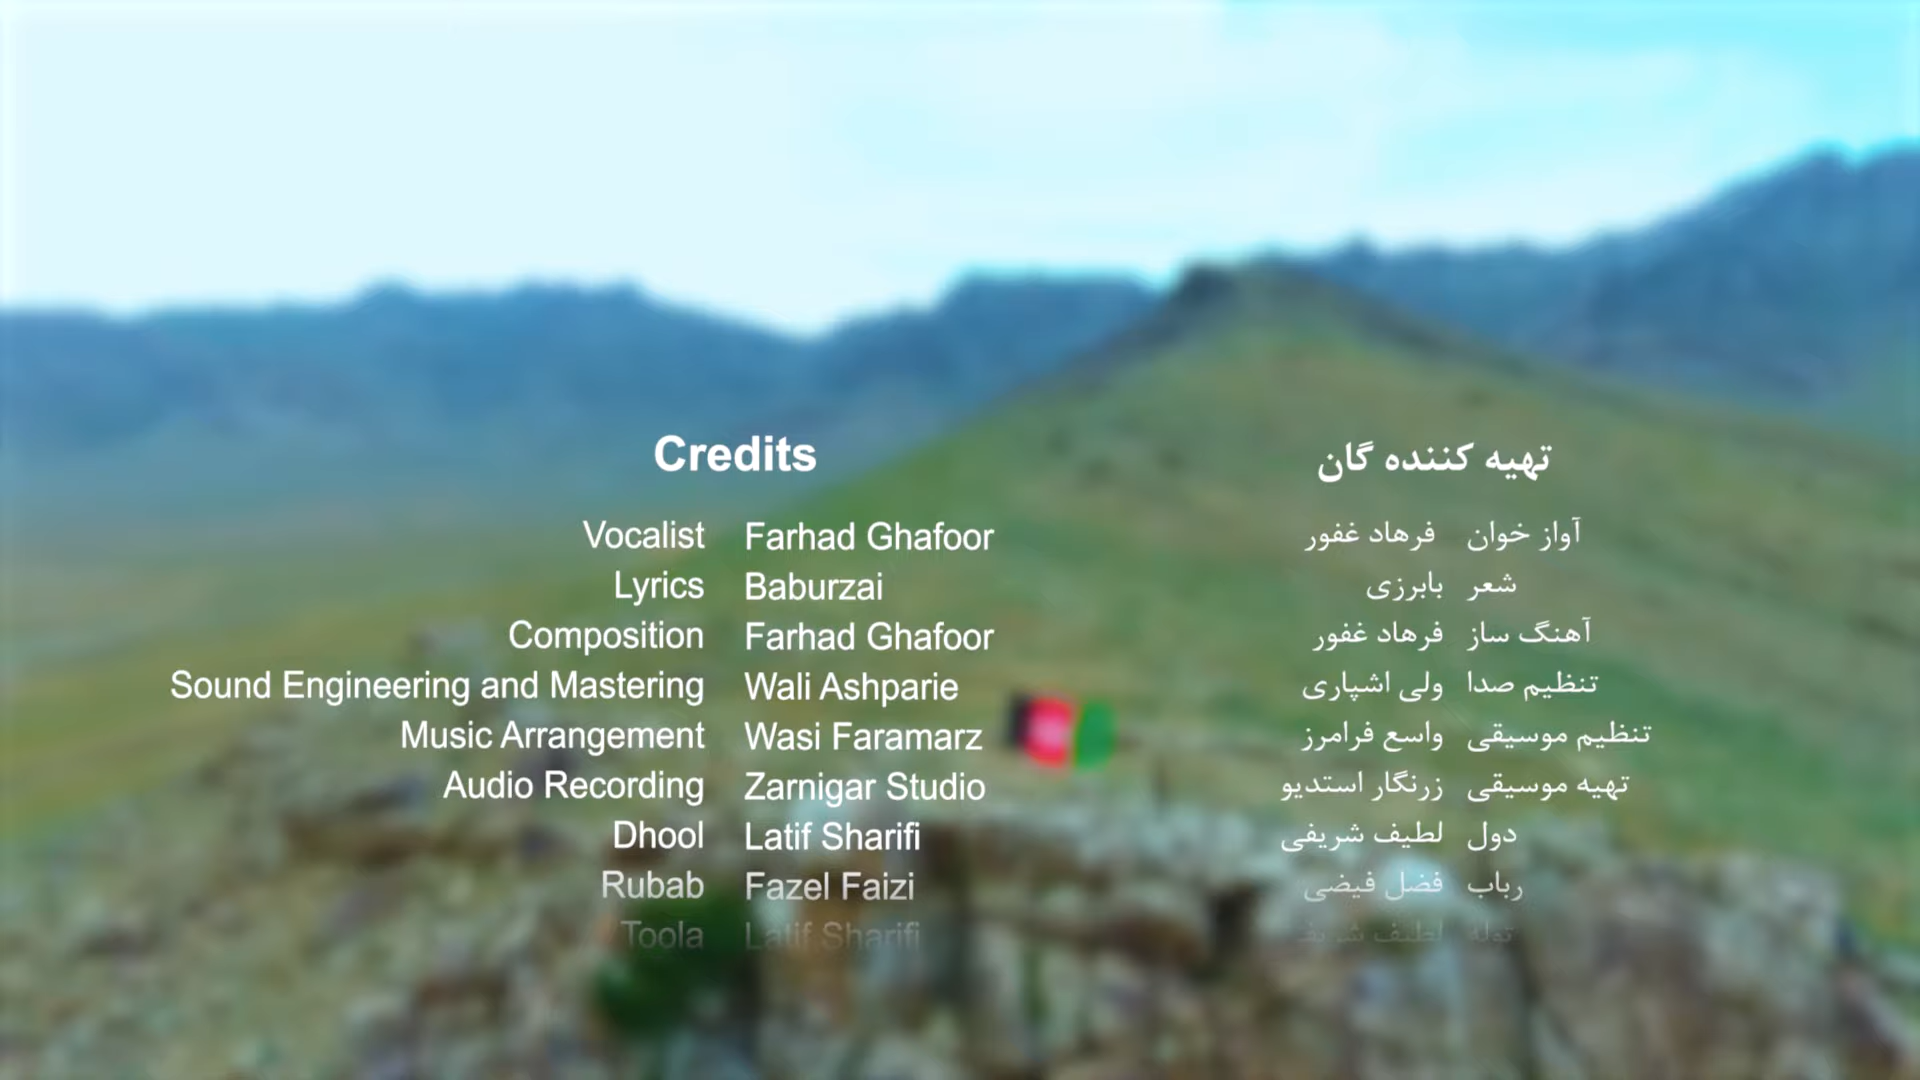 Credits
Vocalist Farhad Ghafoor
Lyrics Baburzai
Composition Farhad Ghafoor
Sound Engineering and Mastering Wali Ashparie
Music Arrangement Wasi Faramarz
Audio Recording Zarnigar Studio
Dhool Latif Sharifi
Rubab Fazel Faizi
Toola Latif Sharifi
تهیه کننده گان
آواز خوان فرهاد غفور
شعر بابرزی
آهنگ ساز فرهاد غفور
تنظیم صدا ولی اشپاری
تنظیم موسیقی واسع فرامرز
تهیه موسیقی زرنگار استدیو
دول لطیف شریفی
رباب فضل فیضی
توله لطیف شریفی